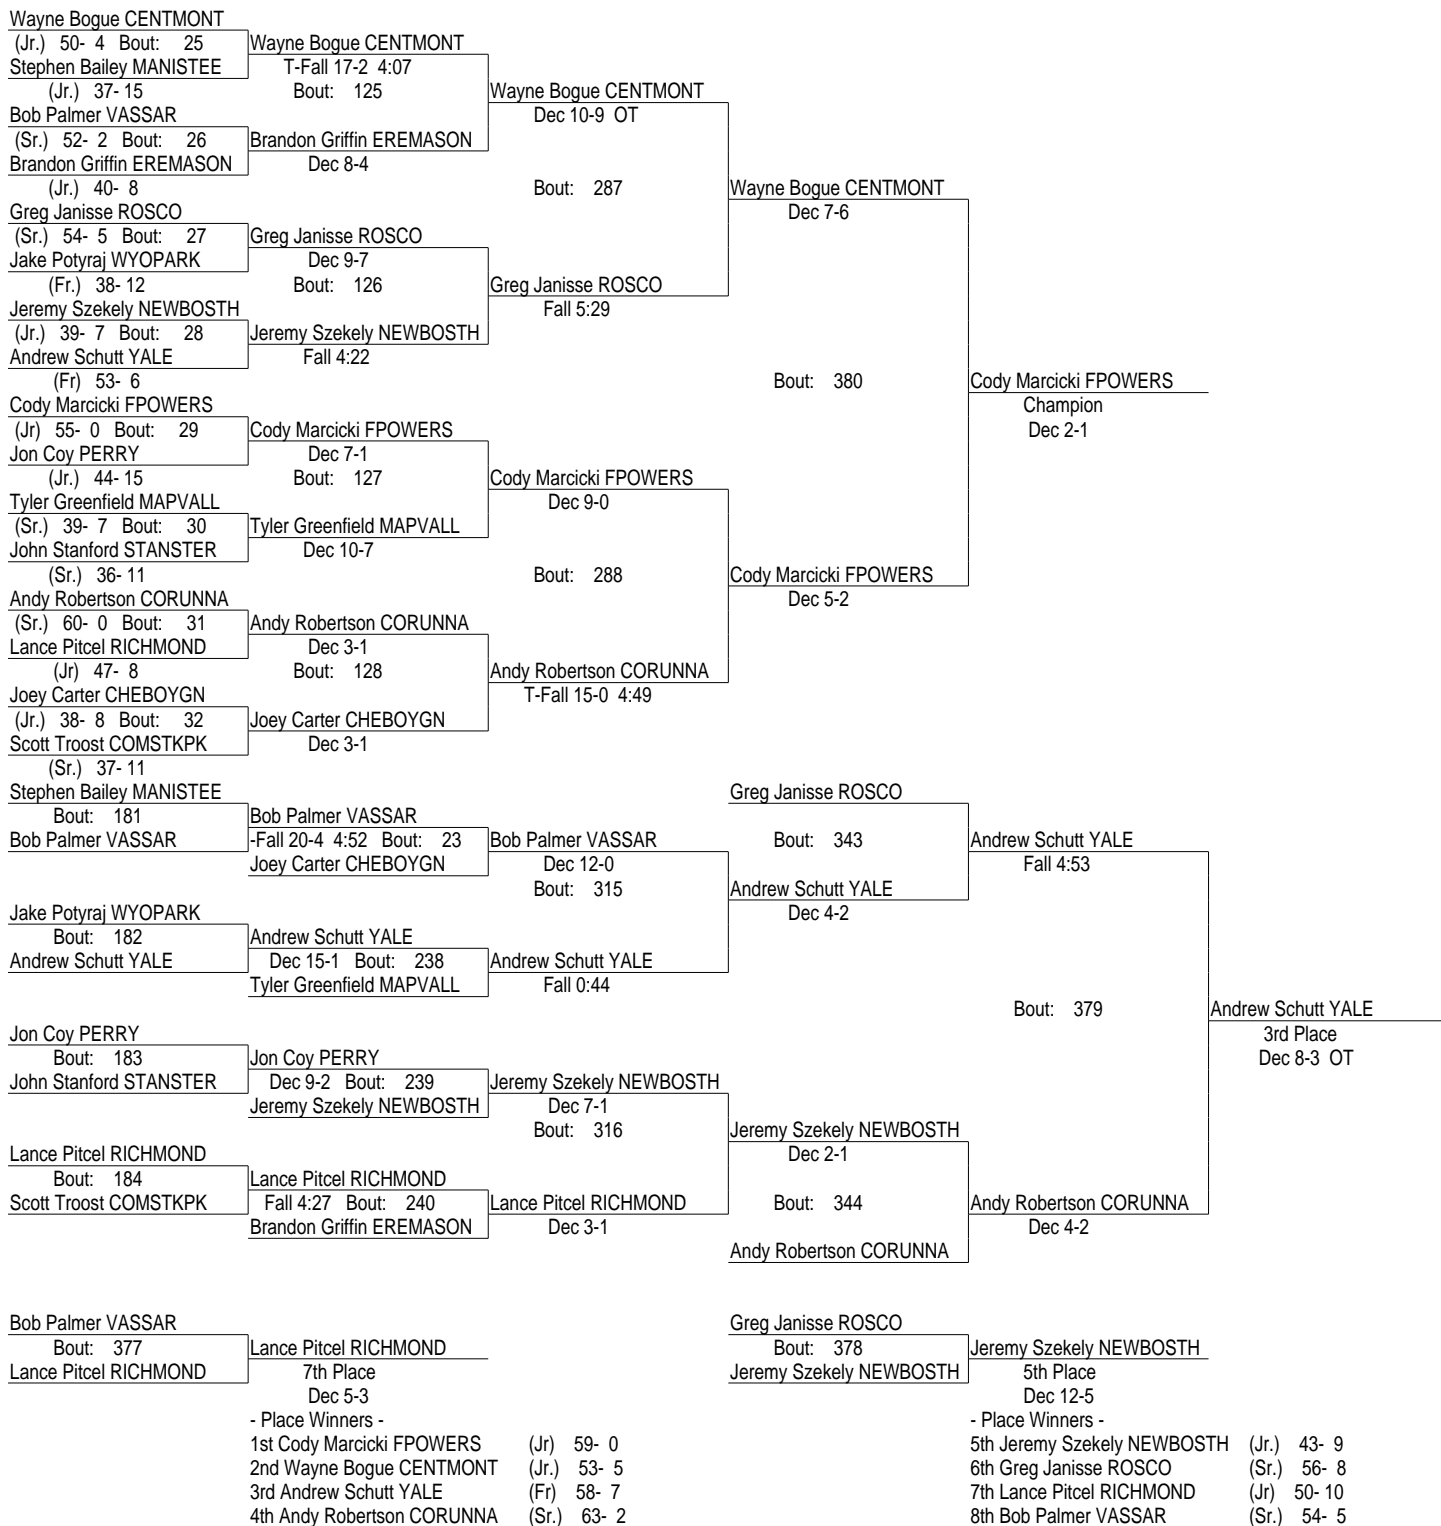 Wayne Bogue CENTMONT
(Jr.) 50- 4 Bout: 25 Wayne Bogue CENTMONT
Stephen Bailey MANISTEE T-Fall 17-2 4:07
(Jr.) 37- 15 Bout: 125 Wayne Bogue CENTMONT
Bob Palmer VASSAR Dec 10-9 OT
(Sr.) 52- 2 Bout: 26 Brandon Griffin EREMASON
Brandon Griffin EREMASON Dec 8-4
(Jr.) 40- 8 Bout: 287 Wayne Bogue CENTMONT
Greg Janisse ROSCO Dec 7-6
(Sr.) 54- 5 Bout: 27 Greg Janisse ROSCO
Jake Potyraj WYOPARK Dec 9-7
(Fr.) 38- 12 Bout: 126 Greg Janisse ROSCO
Jeremy Szekely NEWBOSTH Fall 5:29
(Jr.) 39- 7 Bout: 28 Jeremy Szekely NEWBOSTH
Andrew Schutt YALE Fall 4:22
(Fr) 53- 6 Bout: 380 Cody Marcicki FPOWERS
Cody Marcicki FPOWERS Champion
(Jr) 55- 0 Bout: 29 Cody Marcicki FPOWERS Dec 2-1
Jon Coy PERRY Dec 7-1
(Jr.) 44- 15 Bout: 127 Cody Marcicki FPOWERS
Tyler Greenfield MAPVALL Dec 9-0
(Sr.) 39- 7 Bout: 30 Tyler Greenfield MAPVALL
John Stanford STANSTER Dec 10-7
(Sr.) 36- 11 Bout: 288 Cody Marcicki FPOWERS
Andy Robertson CORUNNA Dec 5-2
(Sr.) 60- 0 Bout: 31 Andy Robertson CORUNNA
Lance Pitcel RICHMOND Dec 3-1
(Jr) 47- 8 Bout: 128 Andy Robertson CORUNNA
Joey Carter CHEBOYGN T-Fall 15-0 4:49
(Jr.) 38- 8 Bout: 32 Joey Carter CHEBOYGN
Scott Troost COMSTKPK Dec 3-1
(Sr.) 37- 11
Stephen Bailey MANISTEE Greg Janisse ROSCO
Bout: 181 Bob Palmer VASSAR
Bob Palmer VASSAR -Fall 20-4 4:52 Bout: 23 Bob Palmer VASSAR Bout: 343 Andrew Schutt YALE
Joey Carter CHEBOYGN Dec 12-0 Fall 4:53
Bout: 315 Andrew Schutt YALE
Jake Potyraj WYOPARK Dec 4-2
Bout: 182 Andrew Schutt YALE
Andrew Schutt YALE Dec 15-1 Bout: 238 Andrew Schutt YALE
Tyler Greenfield MAPVALL Fall 0:44
Bout: 379 Andrew Schutt YALE
Jon Coy PERRY 3rd Place
Bout: 183 Jon Coy PERRY Dec 8-3 OT
John Stanford STANSTER Dec 9-2 Bout: 239 Jeremy Szekely NEWBOSTH
Jeremy Szekely NEWBOSTH Dec 7-1
Bout: 316 Jeremy Szekely NEWBOSTH
Lance Pitcel RICHMOND Dec 2-1
Bout: 184 Lance Pitcel RICHMOND
Scott Troost COMSTKPK Fall 4:27 Bout: 240 Lance Pitcel RICHMOND Bout: 344 Andy Robertson CORUNNA
Brandon Griffin EREMASON Dec 3-1 Dec 4-2
Andy Robertson CORUNNA
Bob Palmer VASSAR Greg Janisse ROSCO
Bout: 377 Lance Pitcel RICHMOND Bout: 378 Jeremy Szekely NEWBOSTH
Lance Pitcel RICHMOND 7th Place Jeremy Szekely NEWBOSTH 5th Place
Dec 5-3 Dec 12-5
- Place Winners - - Place Winners -
1st Cody Marcicki FPOWERS (Jr) 59- 0 5th Jeremy Szekely NEWBOSTH (Jr.) 43- 9
2nd Wayne Bogue CENTMONT (Jr.) 53- 5 6th Greg Janisse ROSCO (Sr.) 56- 8
3rd Andrew Schutt YALE (Fr) 58- 7 7th Lance Pitcel RICHMOND (Jr) 50- 10
4th Andy Robertson CORUNNA (Sr.) 63- 2 8th Bob Palmer VASSAR (Sr.) 54- 5